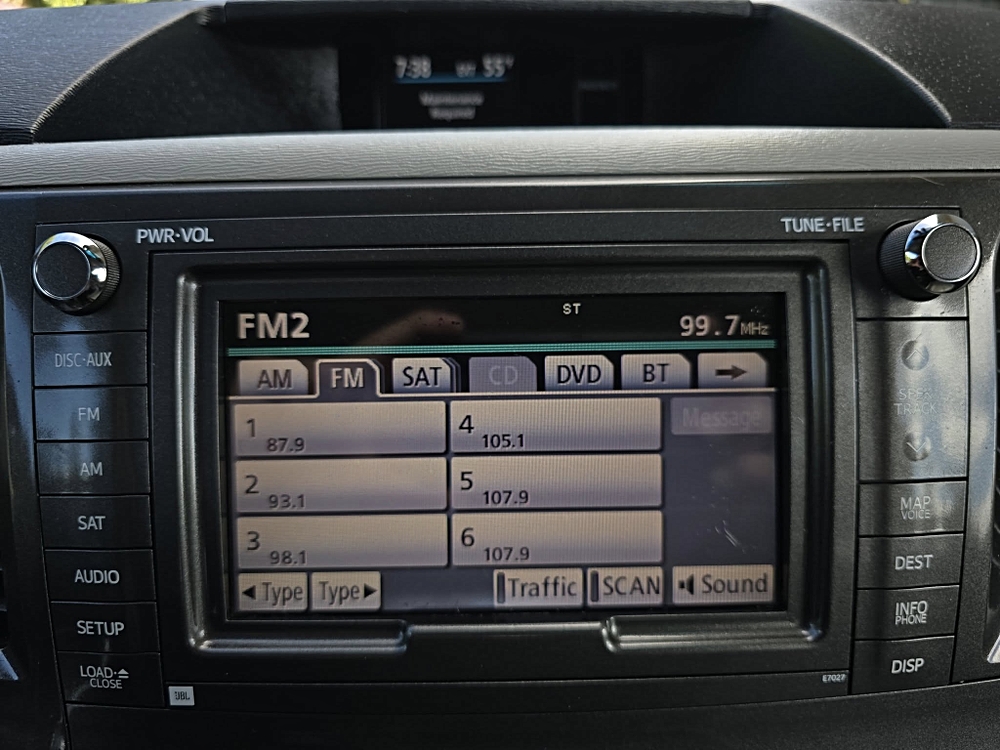 7:38 55°
Maintenance
Required
PWR·VOL
TUNE·FILE
ST
FM2
99.7MHz
DISC·AUX
AM
FM
SAT
CD
DVD
BT
FM
1
87.9
4
105.1
Message
SEEK
TRACK
AM
2
93.1
5
107.9
MAP
VOICE
SAT
3
98.1
6
107.9
DEST
AUDIO
Type
Type
Traffic
SCAN
Sound
INFO
PHONE
SETUP
DISP
LOAD·⏏
CLOSE
JBL
E7027